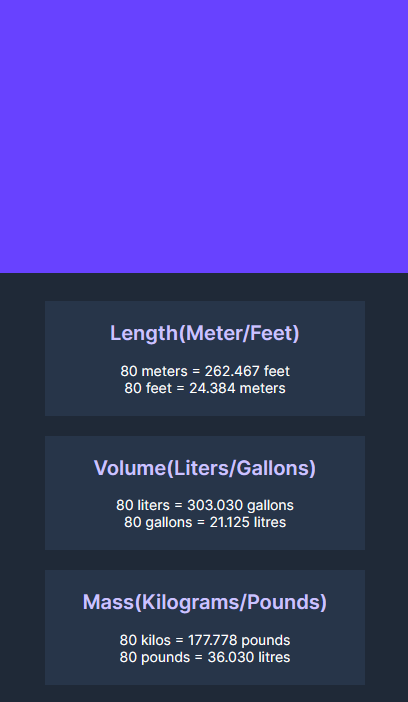 Length(Meter/Feet)
80 meters = 262.467 feet
80 feet = 24.384 meters
Volume(Liters/Gallons)
80 liters = 303.030 gallons
80 gallons = 21.125 litres
Mass(Kilograms/Pounds)
80 kilos = 177.778 pounds
80 pounds = 36.030 litres